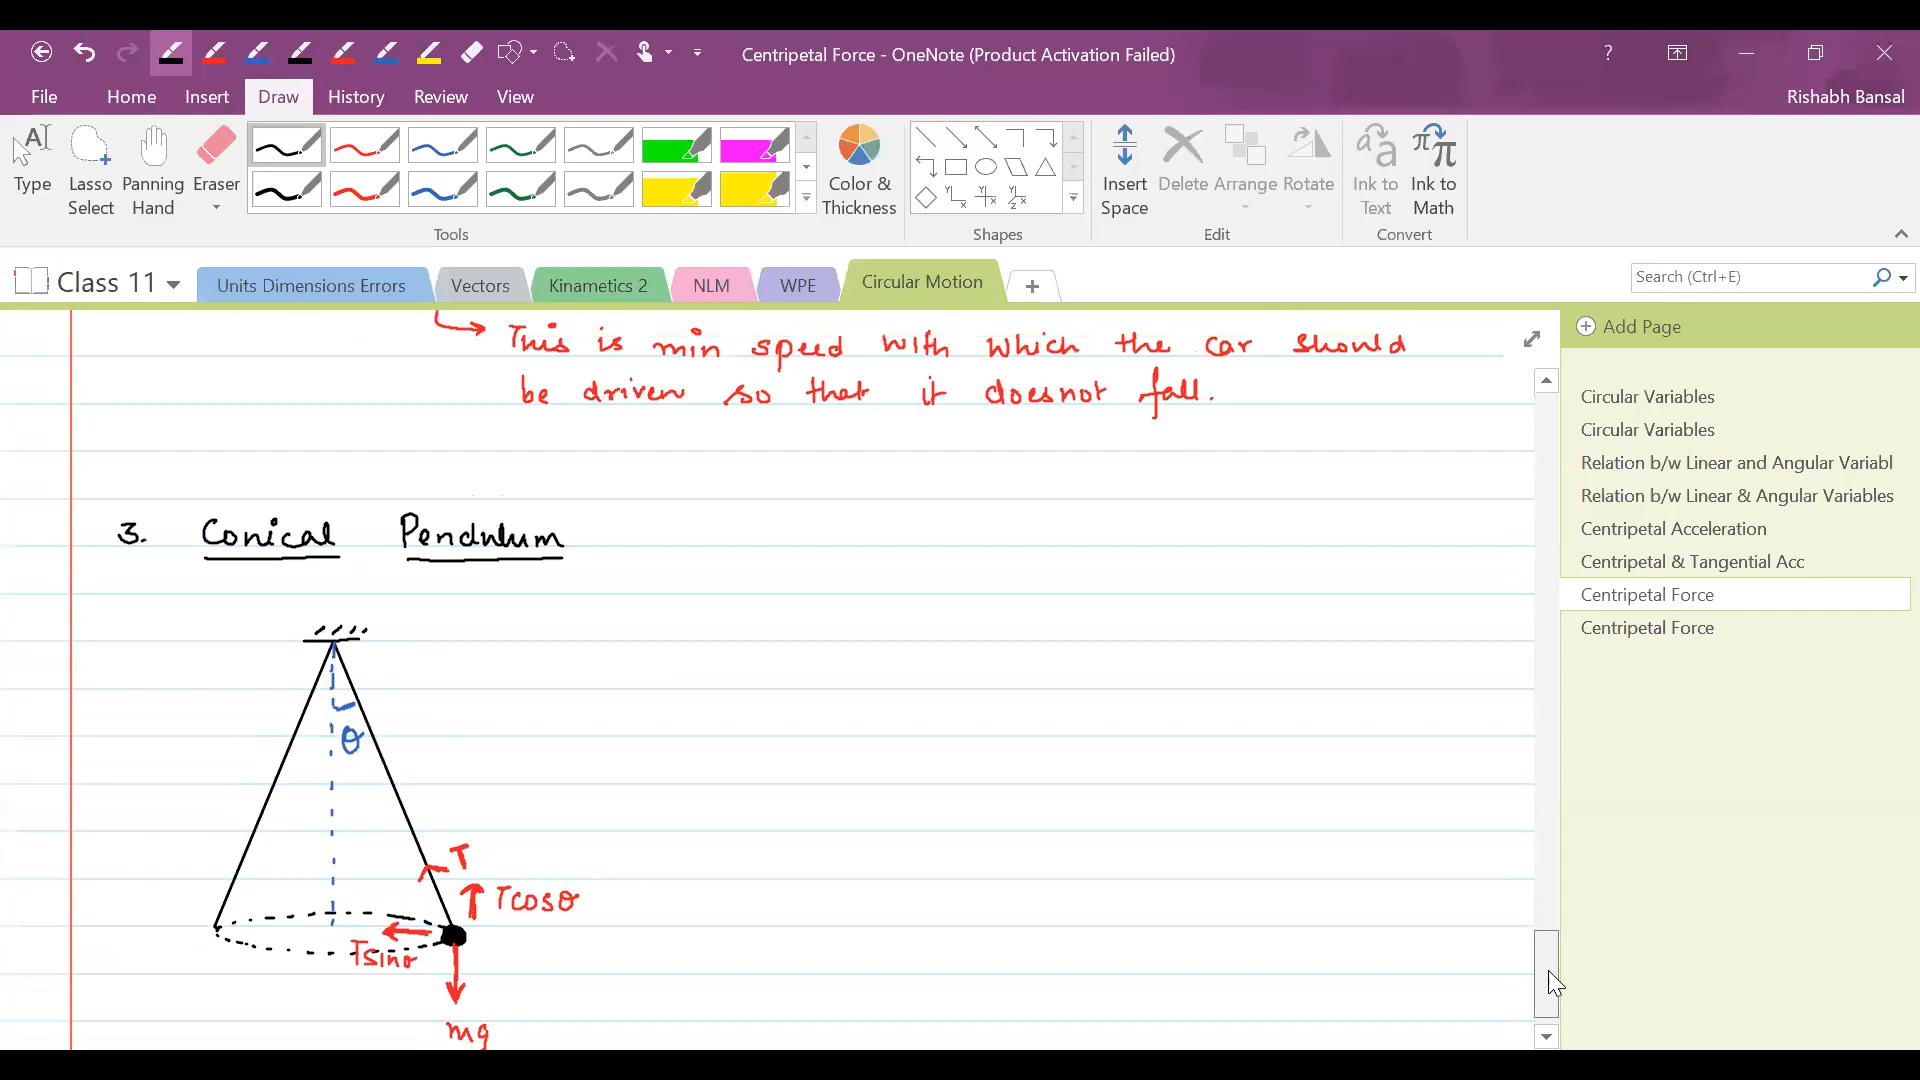 Centripetal Force - OneNote (Product Activation Failed)
?
File Home Insert Draw History Review View
Rishabh Bansal
Type
Lasso Select
Panning Hand
Eraser
Color & Thickness
Insert Space
Delete
Arrange
Rotate
Ink to Text
Ink to Math
Tools
Shapes
Edit
Convert
Class 11
Units Dimensions Errors
Vectors
Kinametics 2
NLM
WPE
Circular Motion
Search (Ctrl+E)
This is min speed with which the car should
be driven so that it doesnot fall.
3. Conical Pendulum
θ
T
Tcosθ
Tsinθ
mg
Add Page
Circular Variables
Circular Variables
Relation b/w Linear and Angular Variabl
Relation b/w Linear & Angular Variables
Centripetal Acceleration
Centripetal & Tangential Acc
Centripetal Force
Centripetal Force